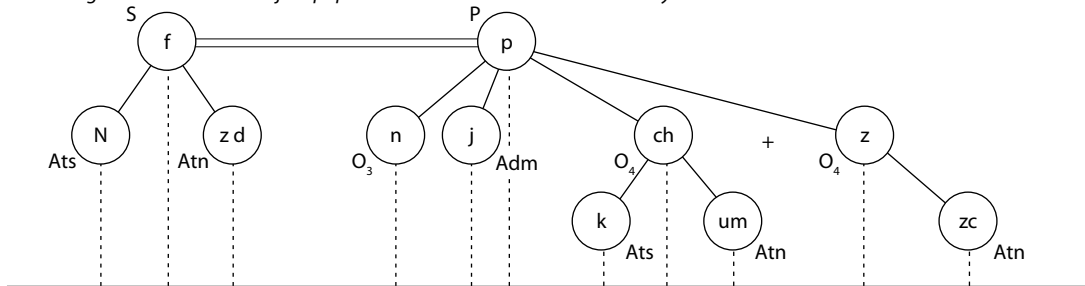 S P
f p
N z d n j ch + z
Ats Atn O₃ Adm O₄ O₄
k um zc
Ats Atn Atn